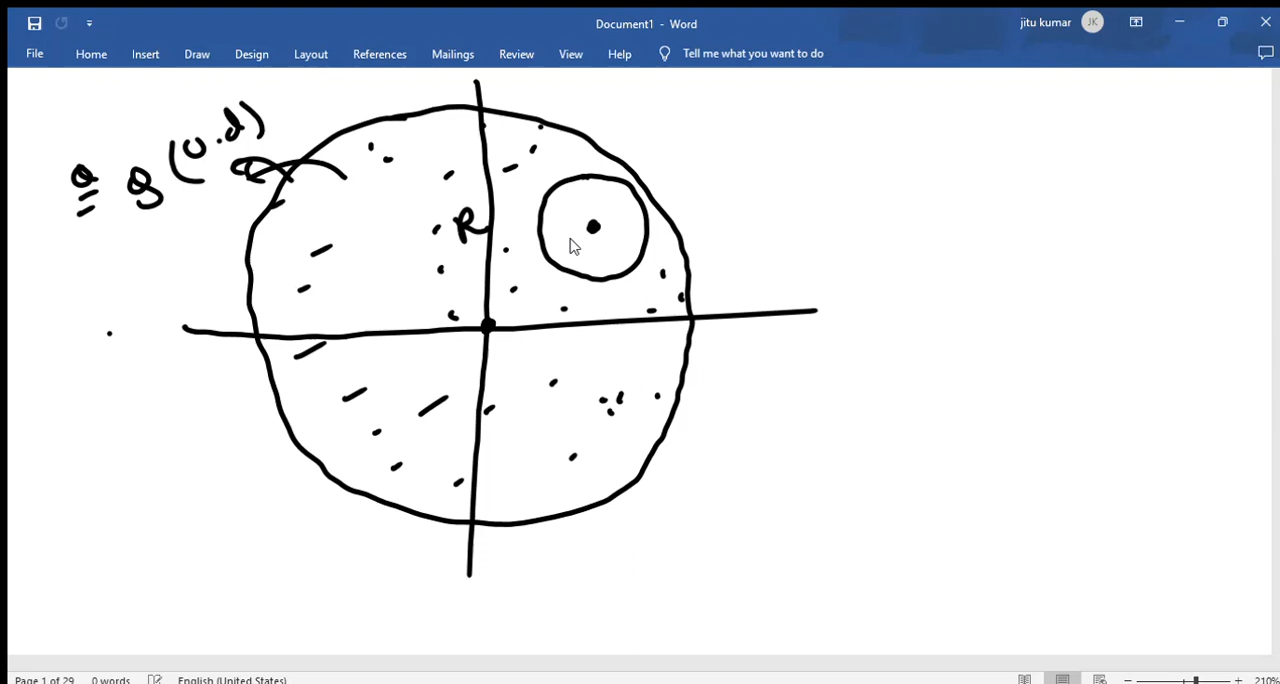 Document1 - Word
jitu kumar JK
File Home Insert Draw Design Layout References Mailings Review View Help Tell me what you want to do
R
Page 1 of 29 0 words English (United States) 210%